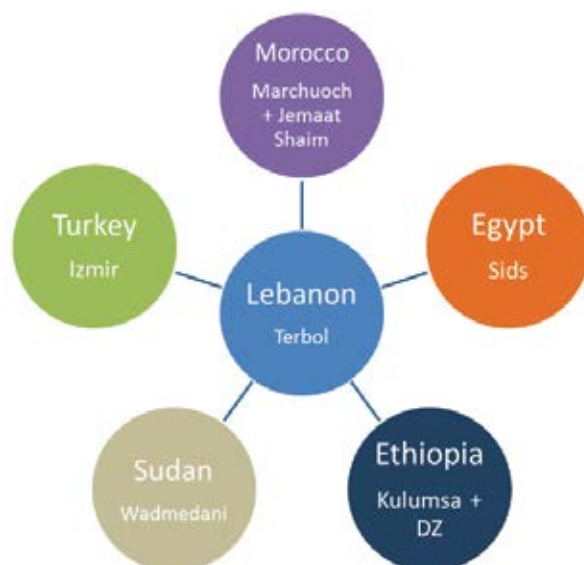 Morocco
Marchuoch
+ Jemaat
Shaim
Turkey
Izmir
Egypt
Sids
Lebanon
Terbol
Sudan
Wadmedani
Ethiopia
Kulumsa +
DZ